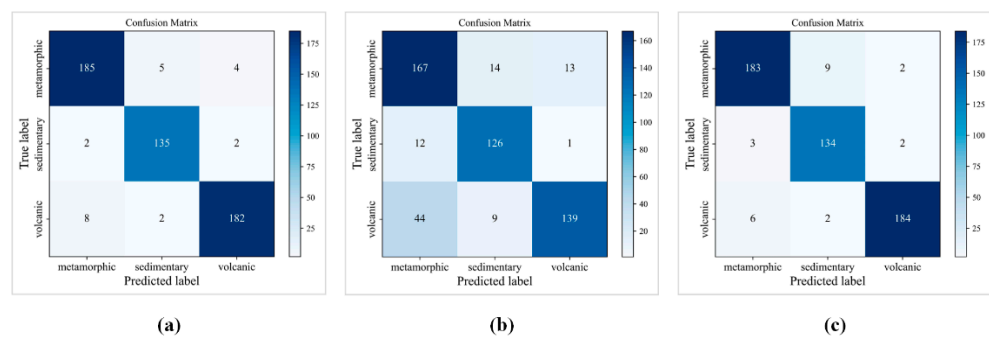 Confusion Matrix
True label
metamorphic
sedimentary
volcanic
185 5 4
2 135 2
8 2 182
metamorphic sedimentary volcanic
Predicted label
175
150
125
100
75
50
25
(a)
Confusion Matrix
True label
metamorphic
sedimentary
volcanic
167 14 13
12 126 1
44 9 139
metamorphic sedimentary volcanic
Predicted label
160
140
120
100
80
60
40
20
(b)
Confusion Matrix
True label
metamorphic
sedimentary
volcanic
183 9 2
3 134 2
6 2 184
metamorphic sedimentary volcanic
Predicted label
175
150
125
100
75
50
25
(c)